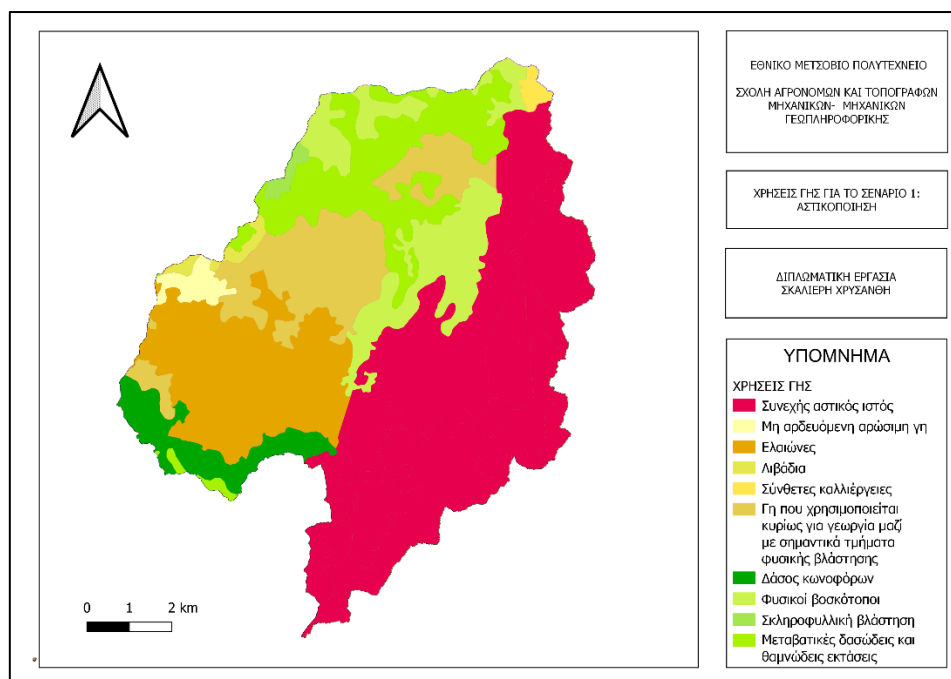 ΕΘΝΙΚΟ ΜΕΤΣΟΒΙΟ ΠΟΛΥΤΕΧΝΕΙΟ
ΣΧΟΛΗ ΑΓΡΟΝΟΜΩΝ ΚΑΙ ΤΟΠΟΓΡΑΦΩΝ
ΜΗΧΑΝΙΚΩΝ- ΜΗΧΑΝΙΚΩΝ
ΓΕΩΠΛΗΡΟΦΟΡΙΚΗΣ
ΧΡΗΣΕΙΣ ΓΗΣ ΓΙΑ ΤΟ ΣΕΝΑΡΙΟ 1:
ΑΣΤΙΚΟΠΟΙΗΣΗ
ΔΙΠΛΩΜΑΤΙΚΗ ΕΡΓΑΣΙΑ
ΣΚΑΛΙΕΡΗ ΧΡΥΣΑΝΘΗ
ΥΠΟΜΝΗΜΑ
ΧΡΗΣΕΙΣ ΓΗΣ
Συνεχής αστικός ιστός
Μη αρδευόμενη αρώσιμη γη
Ελαιώνες
Λιβάδια
Σύνθετες καλλιέργειες
Γη που χρησιμοποιείται
κυρίως για γεωργία μαζί
με σημαντικά τμήματα
φυσικής βλάστησης
Δάσος κωνοφόρων
Φυσικοί βοσκότοποι
Σκληροφυλλική βλάστηση
Μεταβατικές δασώδεις και
θαμνώδεις εκτάσεις
0 1 2 km